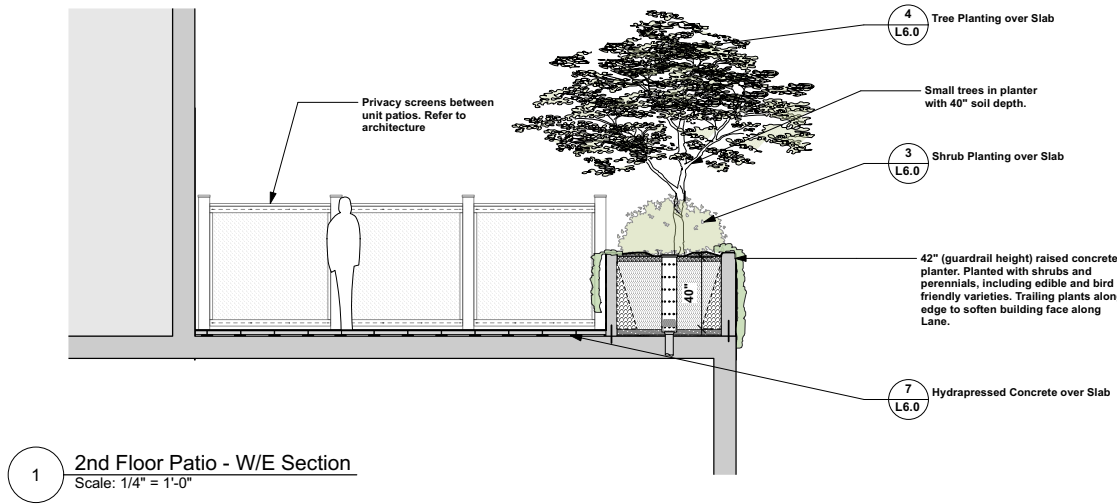 4
L6.0
Tree Planting over Slab
Privacy screens between
unit patios. Refer to
architecture
Small trees in planter
with 40" soil depth.
3
L6.0
Shrub Planting over Slab
42" (guardrail height) raised concrete
planter. Planted with shrubs and
perennials, including edible and bird
friendly varieties. Trailing plants
edge to soften building face along
Lane.
40"
7
L6.0
Hydrapressed Concrete over Slab
1
2nd Floor Patio - W/E Section
Scale: 1/4" = 1'-0"